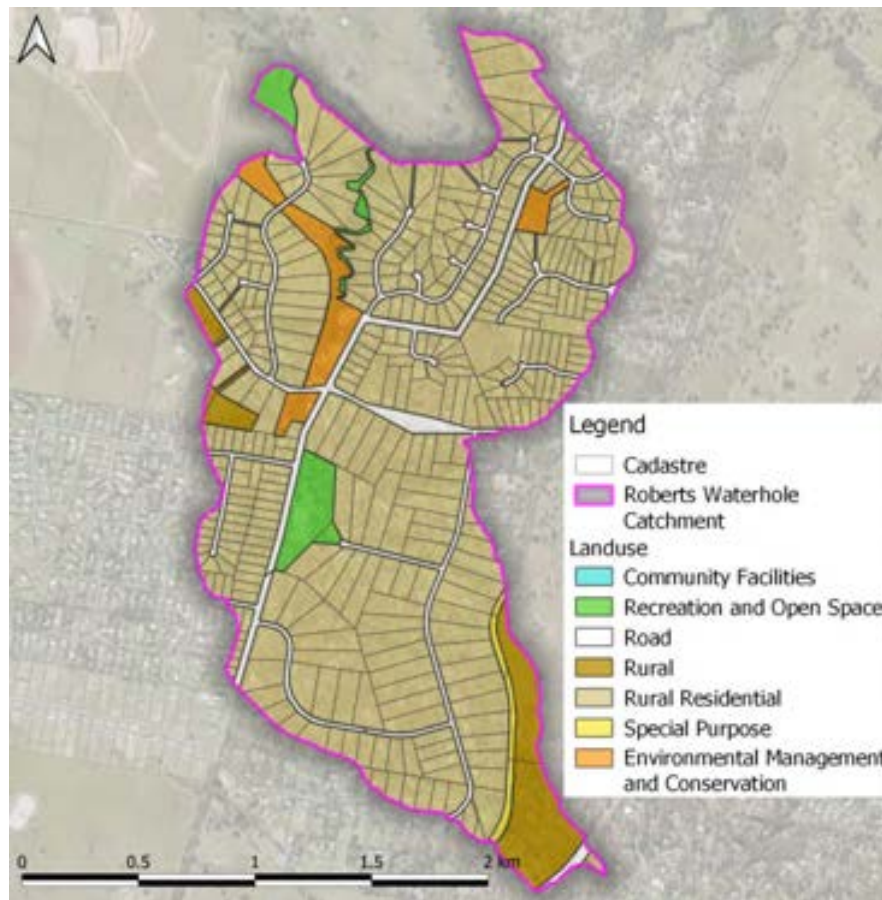 Legend
Cadastre
Roberts Waterhole
Catchment
Landuse
Community Facilities
Recreation and Open Space
Road
Rural
Rural Residential
Special Purpose
Environmental Management
and Conservation
0 0.5 1 1.5 2 km